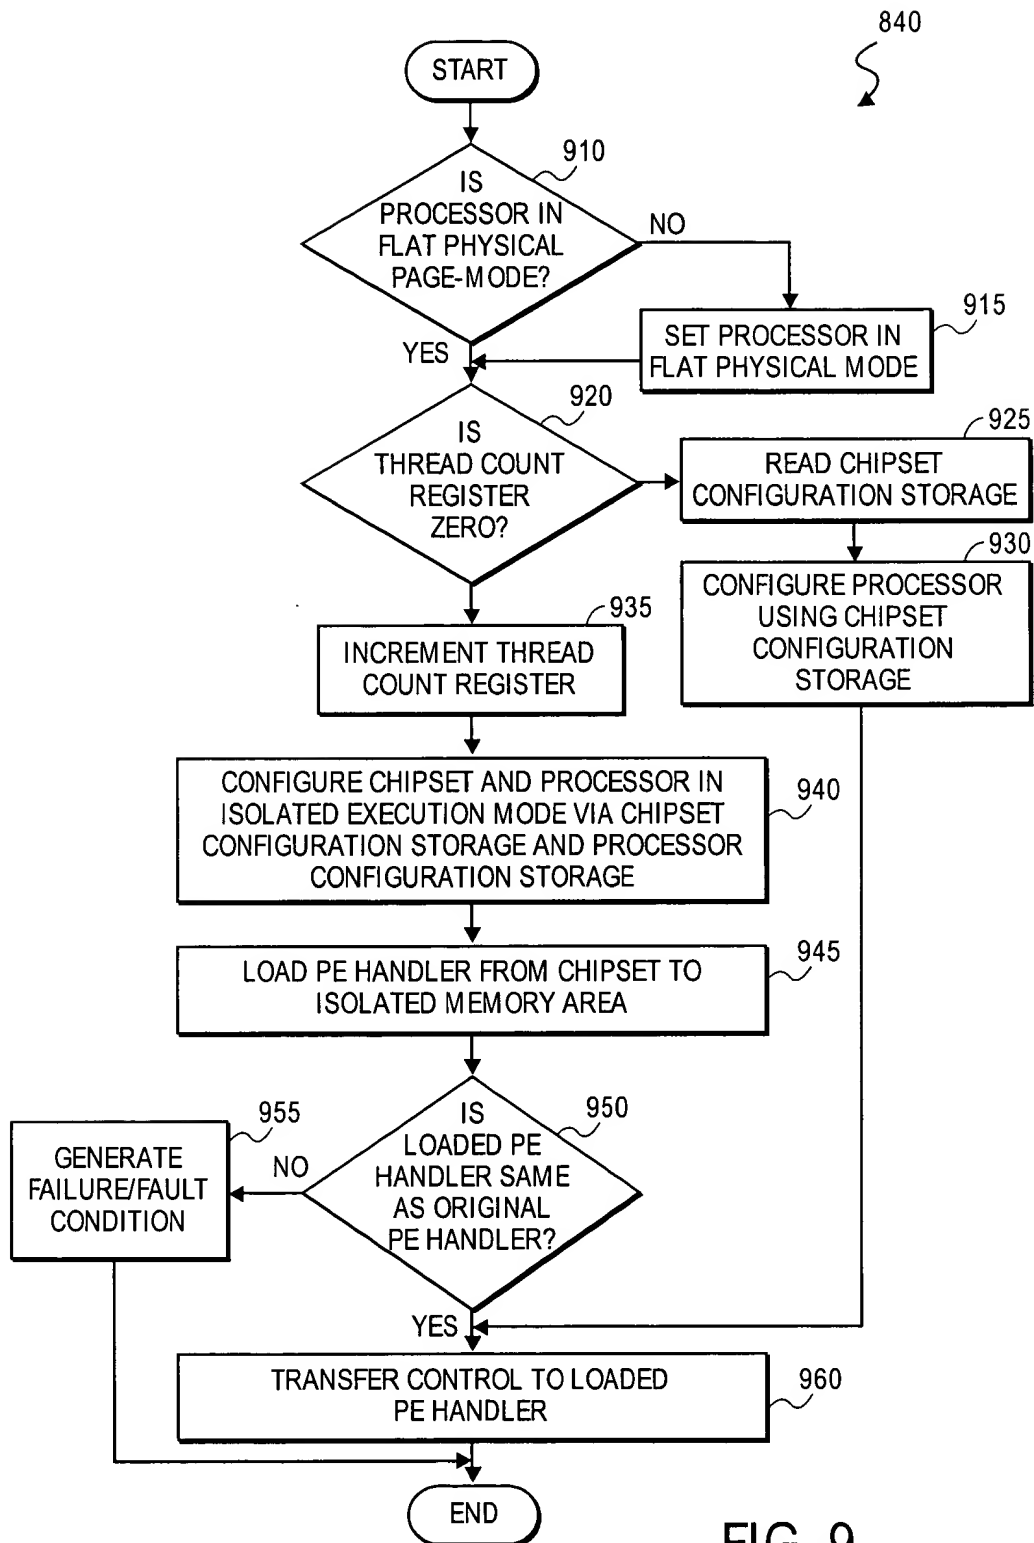 840
START
910
IS
PROCESSOR IN
FLAT PHYSICAL
PAGE-MODE?
NO
915
SET PROCESSOR IN
FLAT PHYSICAL MODE
YES
920
IS
THREAD COUNT
REGISTER
ZERO?
925
READ CHIPSET
CONFIGURATION STORAGE
930
CONFIGURE PROCESSOR
USING CHIPSET
CONFIGURATION
STORAGE
935
INCREMENT THREAD
COUNT REGISTER
940
CONFIGURE CHIPSET AND PROCESSOR IN
ISOLATED EXECUTION MODE VIA CHIPSET
CONFIGURATION STORAGE AND PROCESSOR
CONFIGURATION STORAGE
945
LOAD PE HANDLER FROM CHIPSET TO
ISOLATED MEMORY AREA
950
IS
LOADED PE
HANDLER SAME
AS ORIGINAL
PE HANDLER?
NO
955
GENERATE
FAILURE/FAULT
CONDITION
YES
960
TRANSFER CONTROL TO LOADED
PE HANDLER
END
FIG. 9